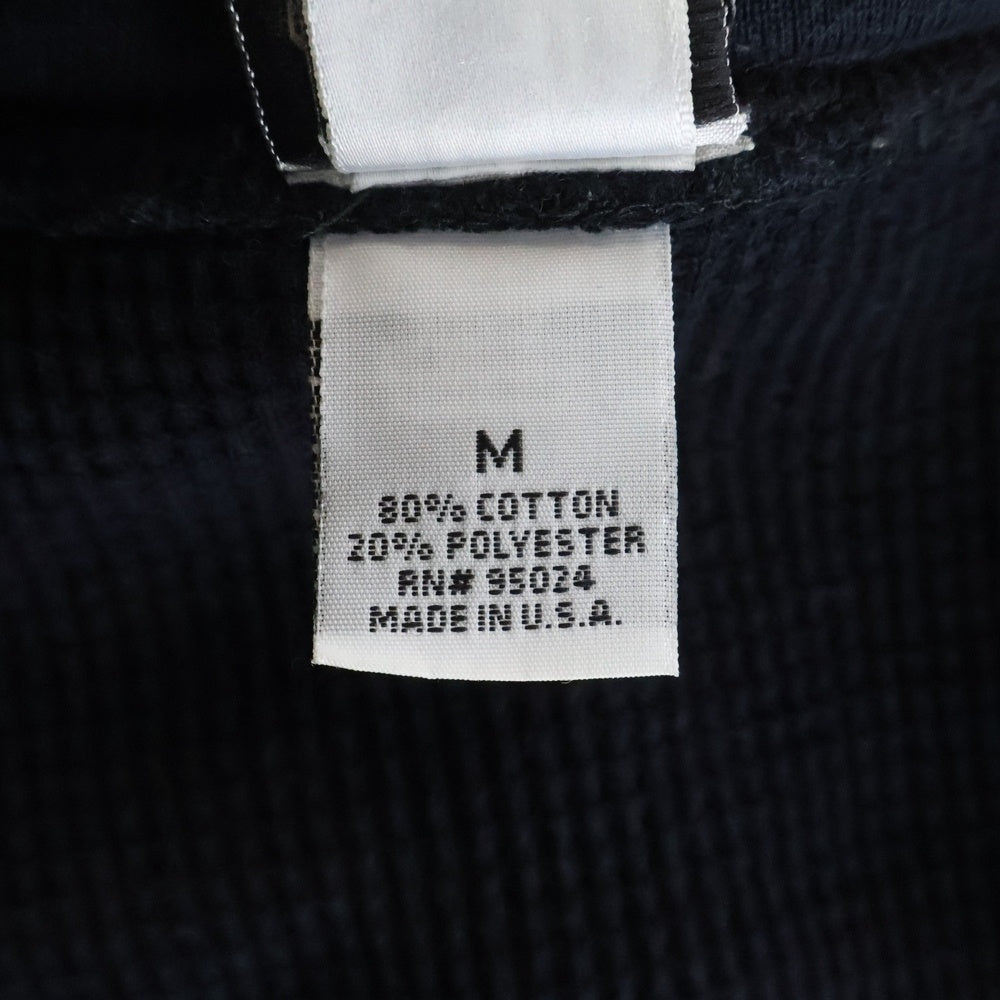 M
80% COTTON
20% POLYESTER
RN# 95024
MADE IN U.S.A.